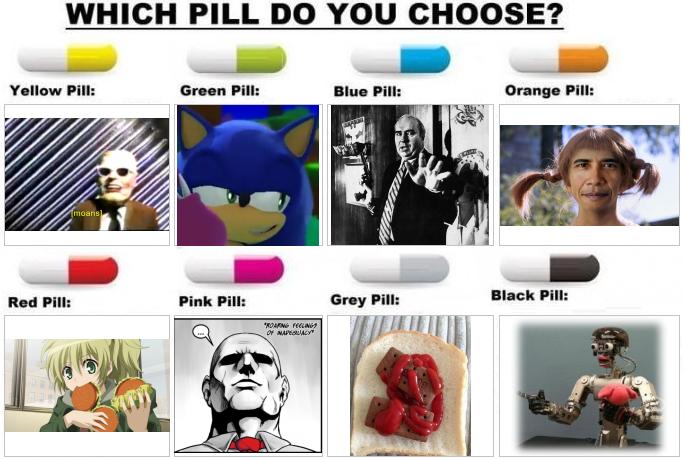 WHICH PILL DO YOU CHOOSE?
Yellow Pill:
Green Pill:
Blue Pill:
Orange Pill:
[moans]
Red Pill:
Pink Pill:
Grey Pill:
Black Pill:
"ROARING FEELINGS
OF INADEQUACY"
...